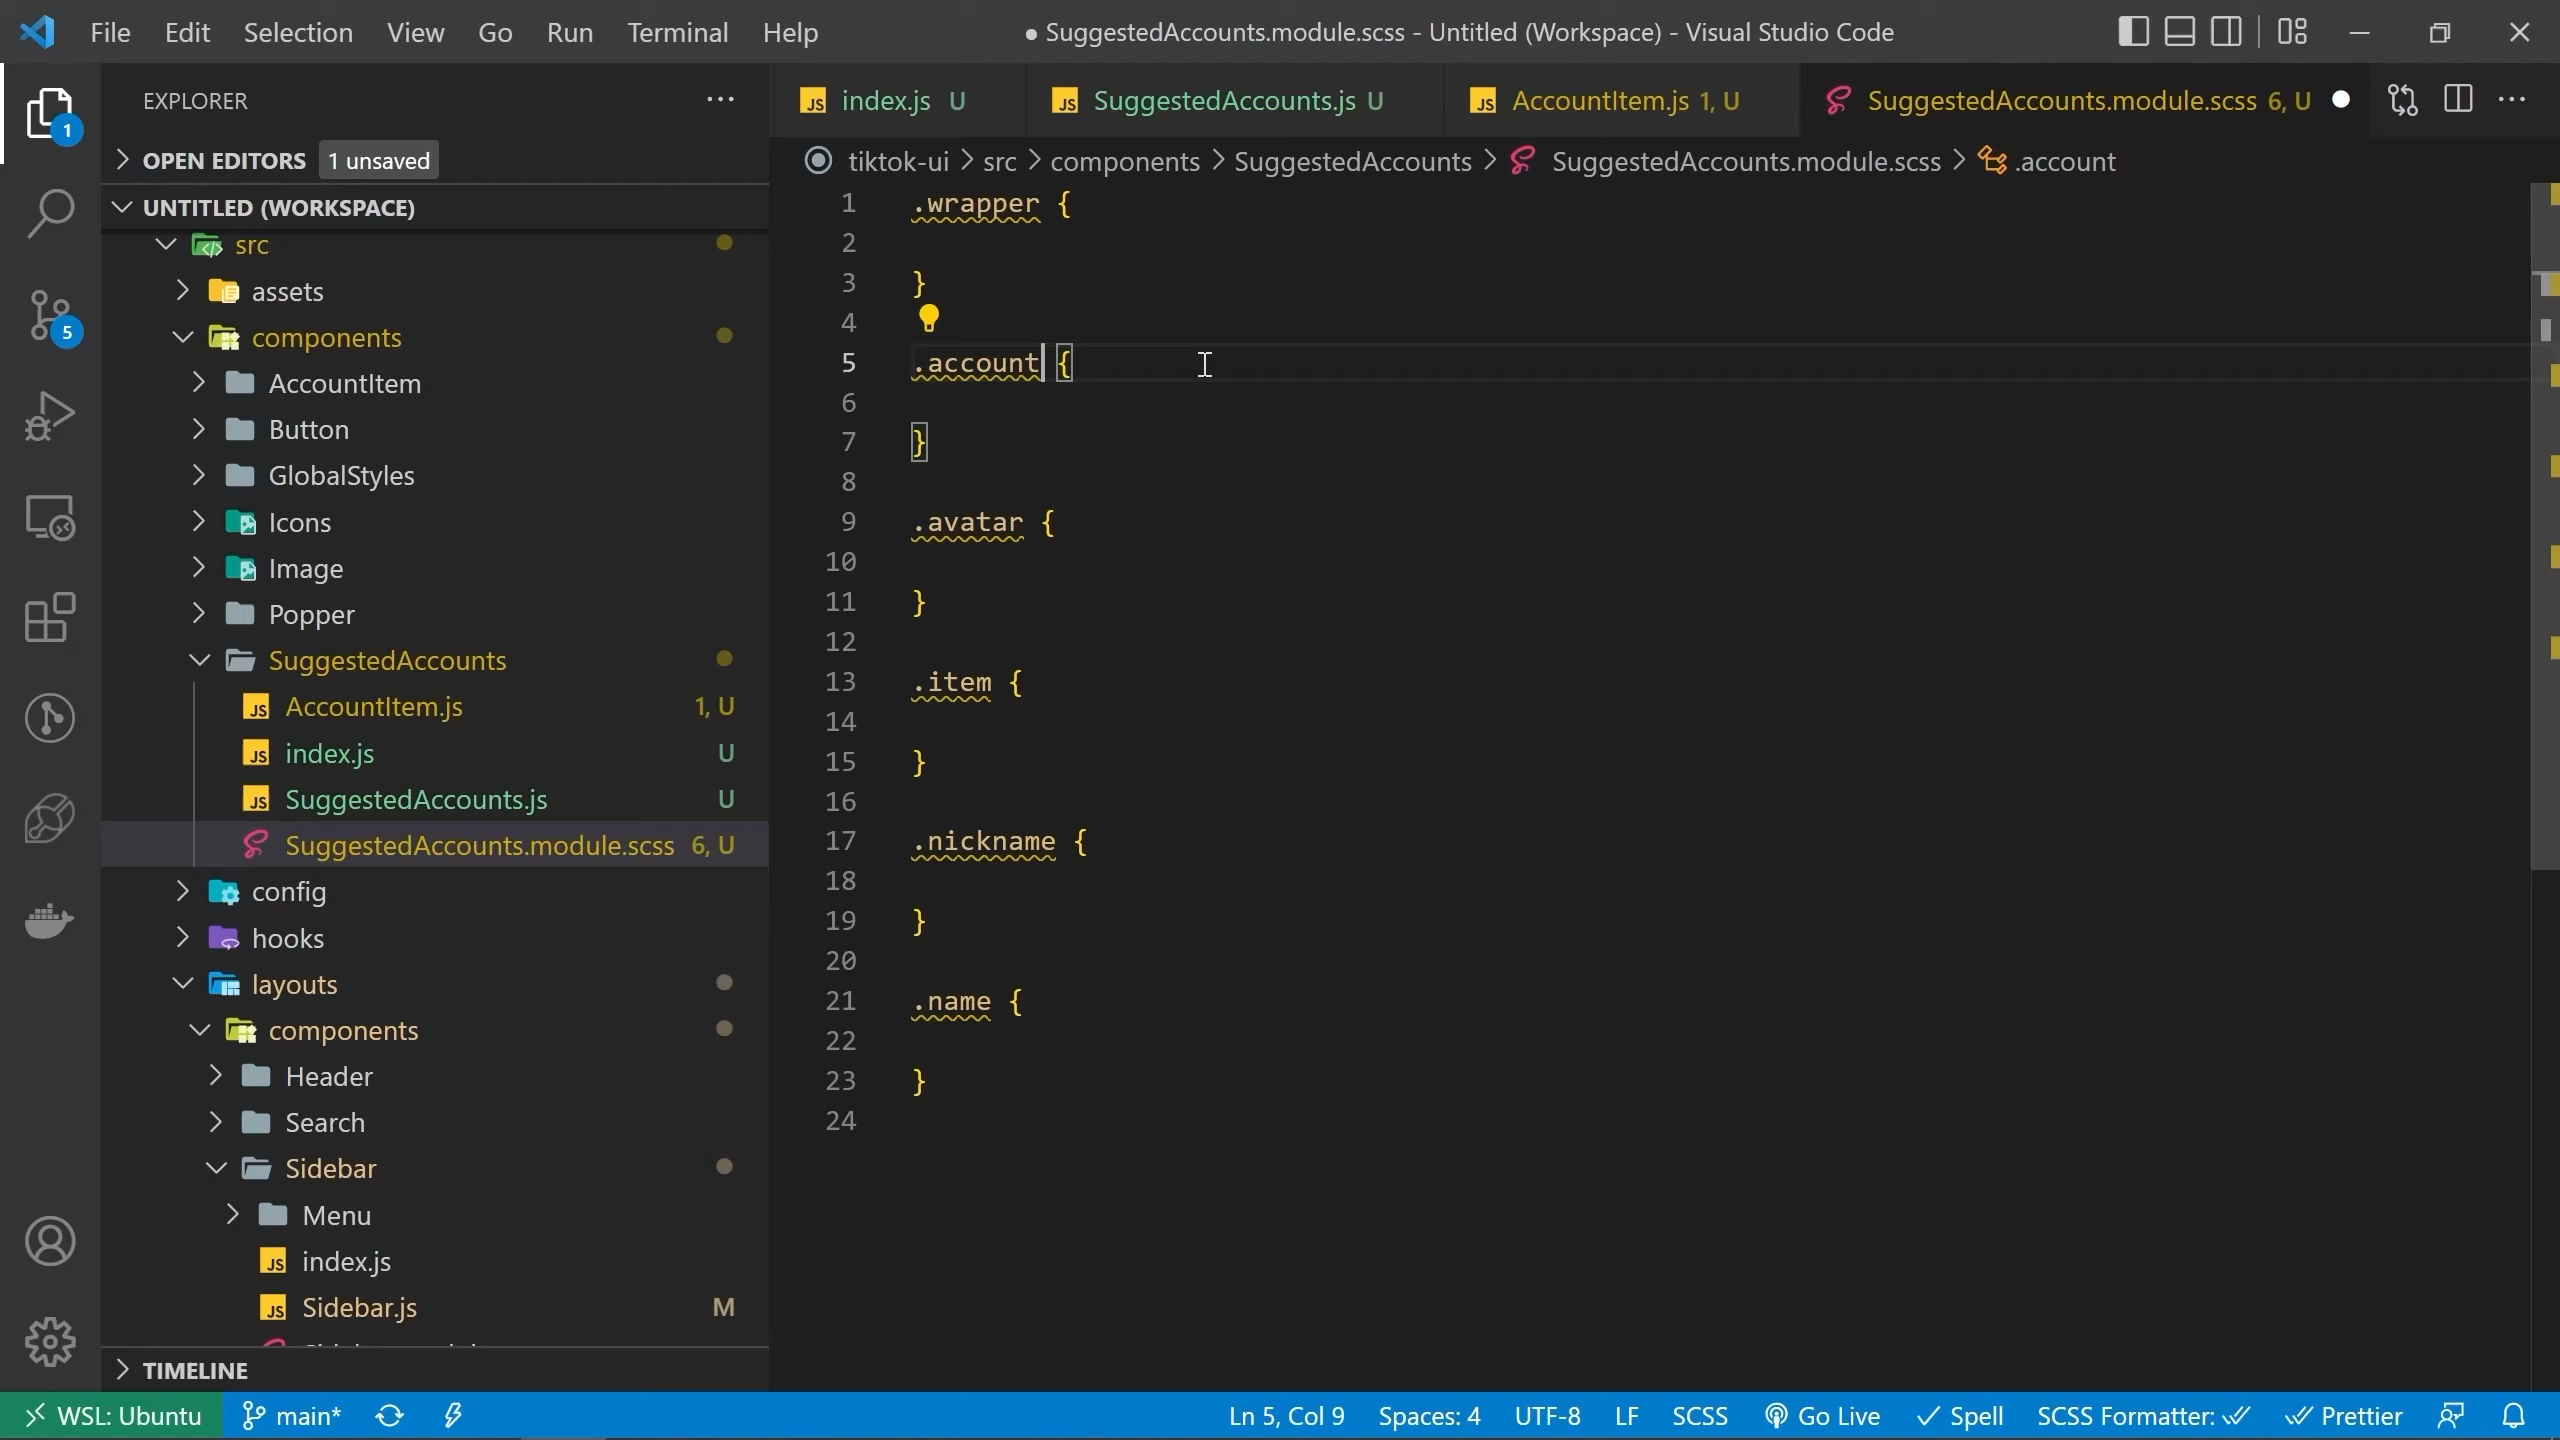 File Edit Selection View Go Run Terminal Help
● SuggestedAccounts.module.scss - Untitled (Workspace) - Visual Studio Code
EXPLORER
index.js U
SuggestedAccounts.js U
AccountItem.js 1, U
SuggestedAccounts.module.scss 6, U
1
OPEN EDITORS 1 unsaved
tiktok-ui > src > components > SuggestedAccounts > SuggestedAccounts.module.scss > .account
UNTITLED (WORKSPACE)
src
assets
components
AccountItem
Button
GlobalStyles
Icons
Image
Popper
SuggestedAccounts
AccountItem.js 1, U
index.js U
SuggestedAccounts.js U
SuggestedAccounts.module.scss 6, U
config
hooks
layouts
components
Header
Search
Sidebar
Menu
index.js
Sidebar.js M
TIMELINE
5
1 .wrapper {
2
3 }
4
5 .account {
6
7 }
8
9 .avatar {
10
11 }
12
13 .item {
14
15 }
16
17 .nickname {
18
19 }
20
21 .name {
22
23 }
24
WSL: Ubuntu main* Ln 5, Col 9 Spaces: 4 UTF-8 LF SCSS Go Live Spell SCSS Formatter: Prettier